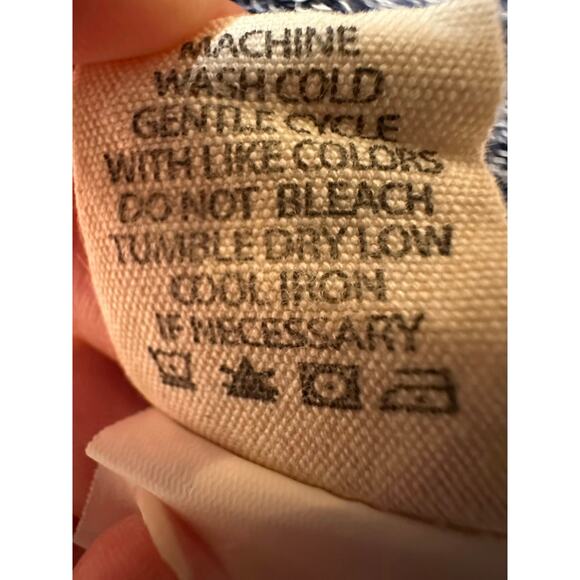 MACHINE
WASH COLD
GENTLE CYCLE
WITH LIKE COLORS
DO NOT BLEACH
TUMBLE DRY LOW
COOL IRON
IF NECESSARY